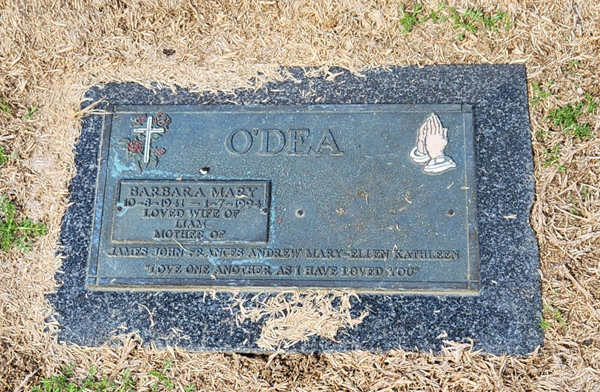 O'DEA
BARBARA MARY
10-8-1941 - 1-7-1994
LOVED WIFE OF
LIAM
MOTHER OF
JAMES JOHN FRANCES ANDREW MARY-ELLEN KATHLEEN
"LOVE ONE ANOTHER AS I HAVE LOVED YOU"